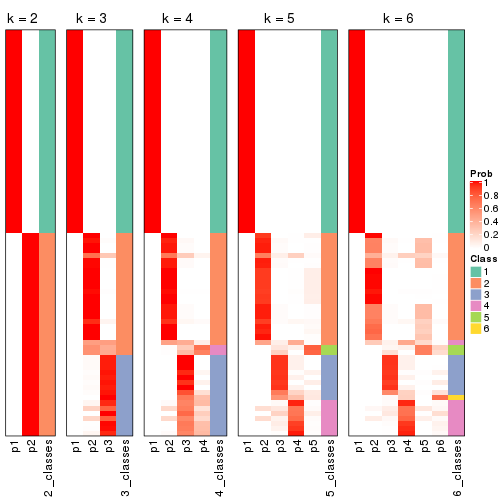 k = 2
k = 3
k = 4
k = 5
k = 6
p1
p2
2_classes
p1
p2
p3
3_classes
p1
p2
p3
p4
4_classes
p1
p2
p3
p4
p5
5_classes
p1
p2
p3
p4
p5
p6
6_classes
Prob
1
0.8
0.6
0.4
0.2
0
Class
1
2
3
4
5
6